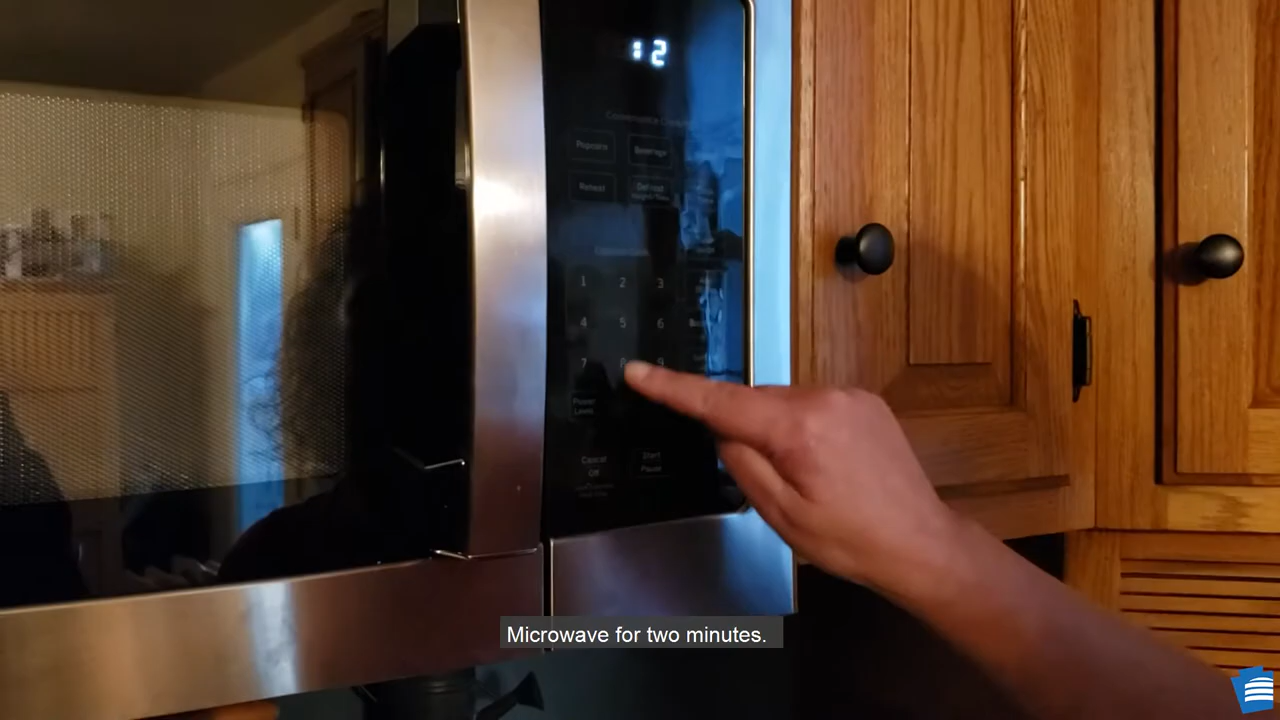 :2
Popcorn
Beverage
Reheat
Defrost
1 2 3
4 5 6
7 8 9
Power
Level
Cancel
Off
Start
Pause
Microwave for two minutes.